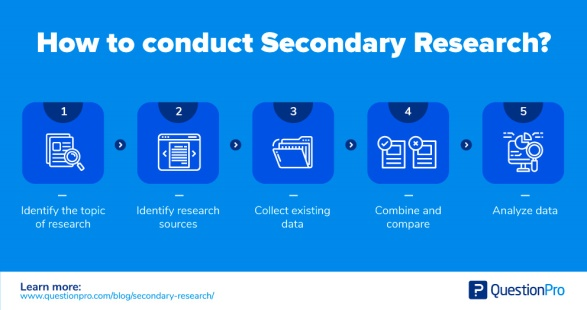 How to conduct Secondary Research?
1
2
3
4
5
Identify the topic
of research
Identify research
sources
Collect existing
data
Combine and
compare
Analyze data
Learn more:
www.questionpro.com/blog/secondary-research/
QuestionPro